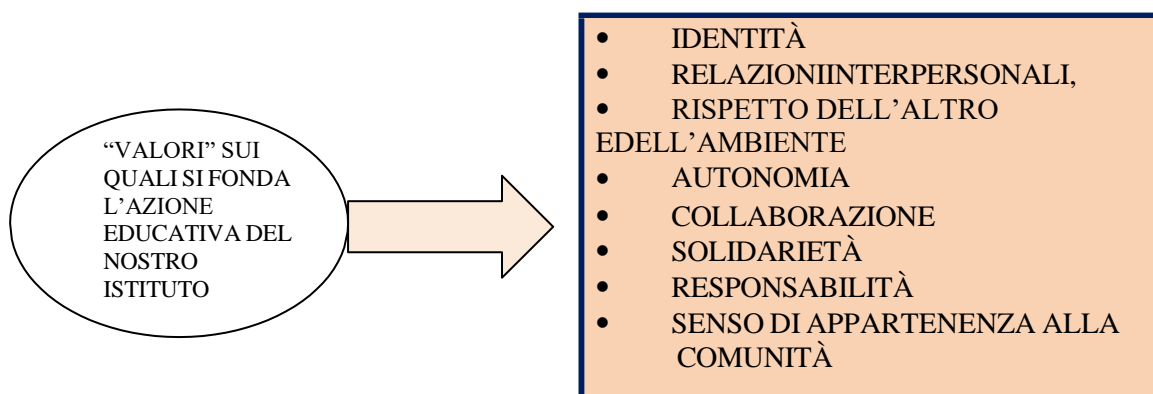 “VALORI” SUI
QUALI SI FONDA
L’AZIONE
EDUCATIVA DEL
NOSTRO
ISTITUTO
• IDENTITÀ
• RELAZIONIINTERPERSONALI,
• RISPETTO DELL’ALTRO
EDELL’AMBIENTE
• AUTONOMIA
• COLLABORAZIONE
• SOLIDARIETÀ
• RESPONSABILITÀ
• SENSO DI APPARTENENZA ALLA
COMUNITÀ